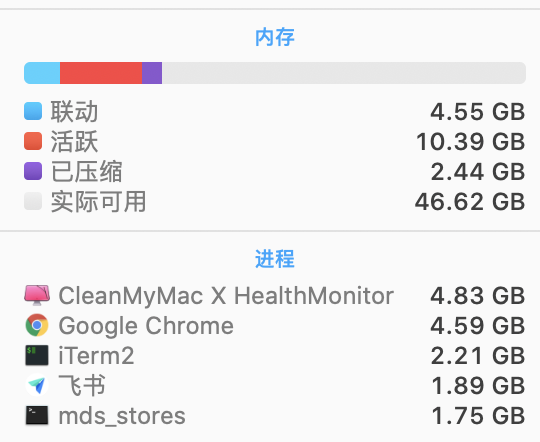 内存
联动 4.55 GB
活跃 10.39 GB
已压缩 2.44 GB
实际可用 46.62 GB
进程
CleanMyMac X HealthMonitor 4.83 GB
Google Chrome 4.59 GB
iTerm2 2.21 GB
飞书 1.89 GB
mds_stores 1.75 GB